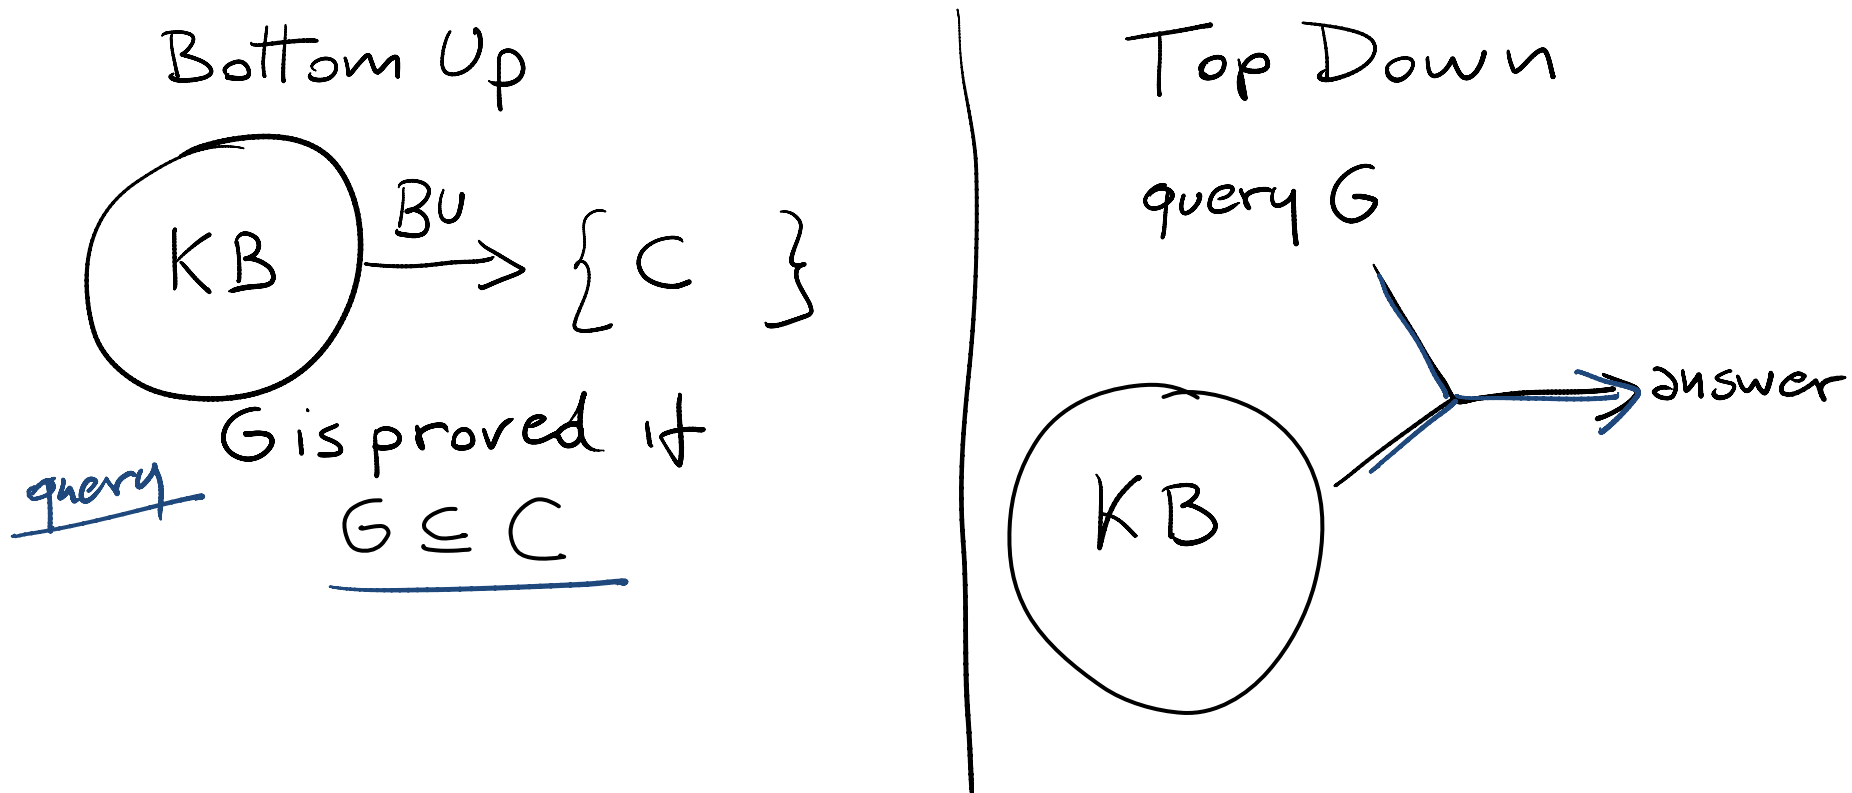 Bottom Up
KB
BU
{ C }
G is proved if
query
G ⊆ C
Top Down
query G
answer
KB